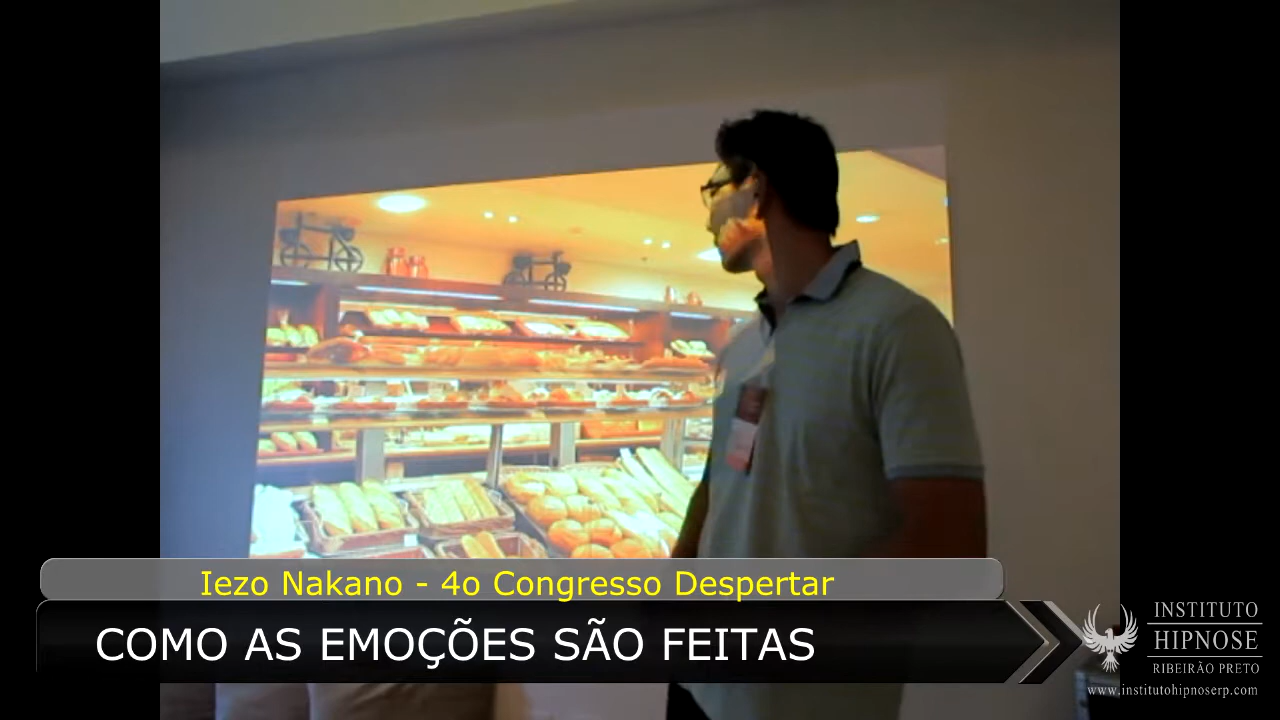 Iezo Nakano - 4o Congresso Despertar
COMO AS EMOÇÕES SÃO FEITAS
INSTITUTO
HIPNOSE
RIBEIRÃO PRETO
www.institutohipnoserp.com